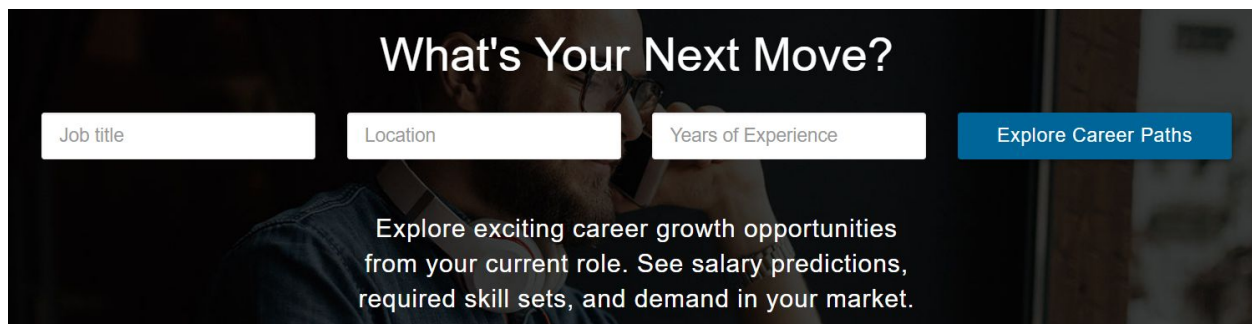 What's Your Next Move?
Job title
Location
Years of Experience
Explore Career Paths
Explore exciting career growth opportunities
from your current role. See salary predictions,
required skill sets, and demand in your market.